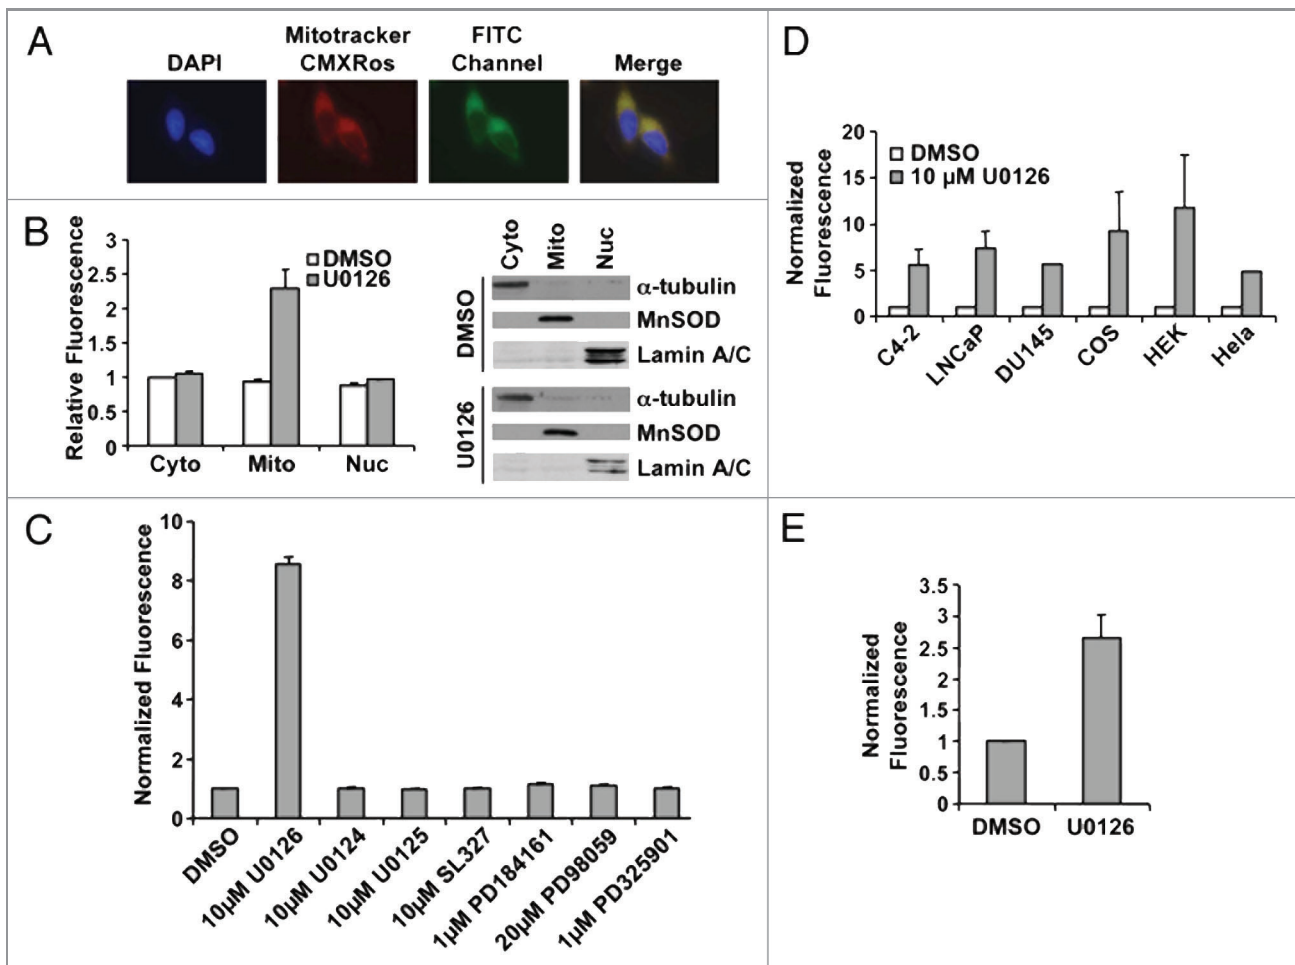 A
DAPI
Mitotracker
CMXRos
FITC
Channel
Merge
B
Relative Fluorescence
3
2.5
2
1.5
1
0.5
0
DMSO
U0126
Cyto
Mito
Nuc
Cyto
Mito
Nuc
DMSO
α-tubulin
MnSOD
Lamin A/C
U0126
α-tubulin
MnSOD
Lamin A/C
C
Normalized Fluorescence
10
8
6
4
2
0
DMSO
10µM U0126
10µM U0124
10µM U0125
10µM SL327
1µM PD184161
20µM PD98059
1µM PD325901
D
Normalized
Fluorescence
20
15
10
5
0
DMSO
10 µM U0126
C4-2
LNCaP
DU145
COS
HEK
Hela
E
Normalized
Fluorescence
3.5
3
2.5
2
1.5
1
0.5
0
DMSO
U0126